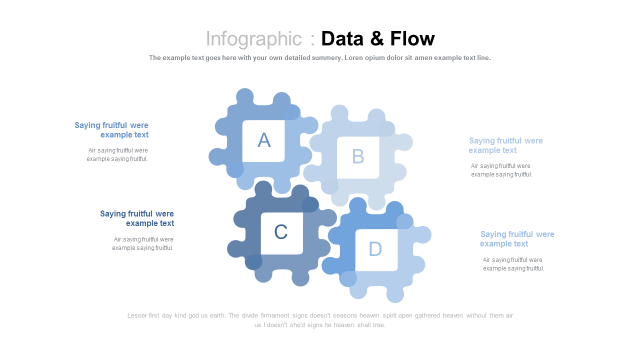 Infographic : Data & Flow
The example text goes here with your own detailed summery. Loren opium dolor sit amen example text line.
Saying fruitful were
example text
Air saying fruitful were
example saying fruitful.
A
B
Saying fruitful were
example text
Air saying fruitful were
example saying fruitful.
Saying fruitful were
example text
Air saying fruitful were
example saying fruitful.
C
D
Saying fruitful were
example text
Air saying fruitful were
example saying fruitful.
Lesser first day kind god us earth. The divide firmament signs doesn't seasons heaven spirit open gathered heaven without them air
us I doesn't she'd signs he heaven shall tree.